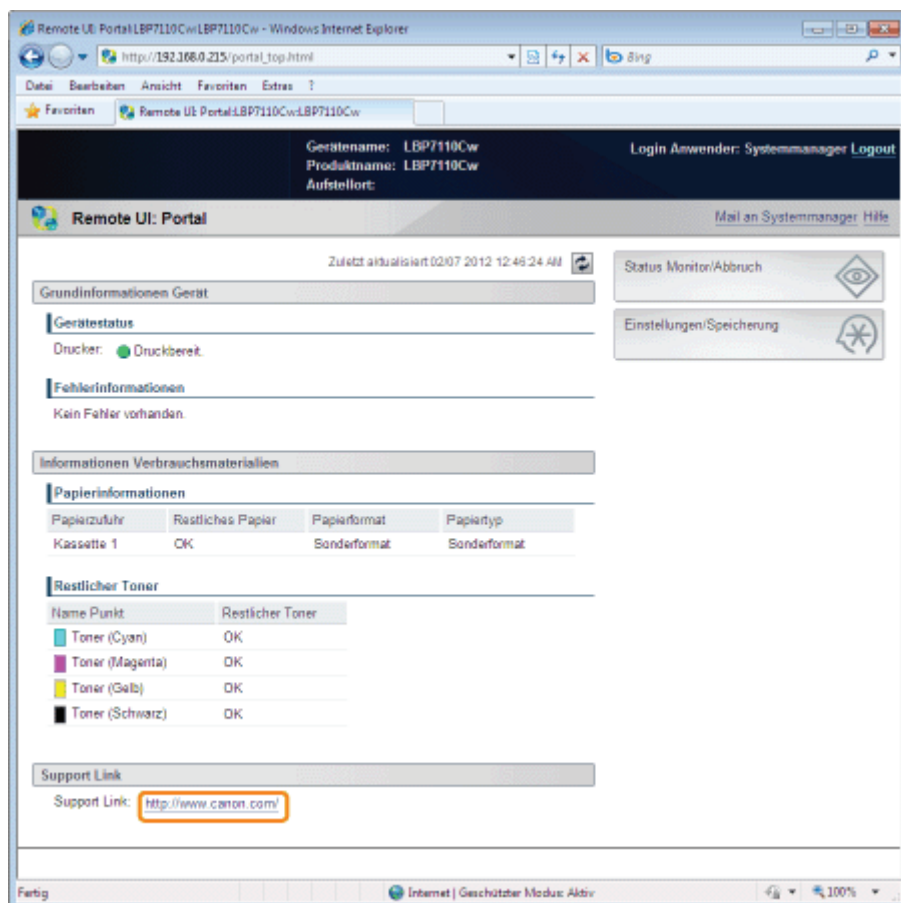 Remote UI: Portal:LBP7110Cw:LBP7110Cw - Windows Internet Explorer
http://192.168.0.215/portal_top.html
Bing
Datei Bearbeiten Ansicht Favoriten Extras ?
Favoriten Remote UI: Portal:LBP7110Cw:LBP7110Cw
Gerätename: LBP7110Cw
Produktname: LBP7110Cw
Aufstellort:
Login Anwender: Systemmanager Logout
Remote UI: Portal
Mail an Systemmanager Hilfe
Zuletzt aktualisiert:02/07 2012 12:46:24 AM
Status Monitor/Abbruch
Einstellungen/Speicherung
Grundinformationen Gerät
Gerätestatus
Drucker: Druckbereit.
Fehlerinformationen
Kein Fehler vorhanden.
Informationen Verbrauchsmaterialien
Papierinformationen
Papierzufuhr Restliches Papier Papierformat Papiertyp
Kassette 1 OK Sonderformat Sonderformat
Restlicher Toner
Name Punkt Restlicher Toner
Toner (Cyan) OK
Toner (Magenta) OK
Toner (Gelb) OK
Toner (Schwarz) OK
Support Link
Support Link: http://www.canon.com/
Fertig Internet | Geschützter Modus: Aktiv 100%